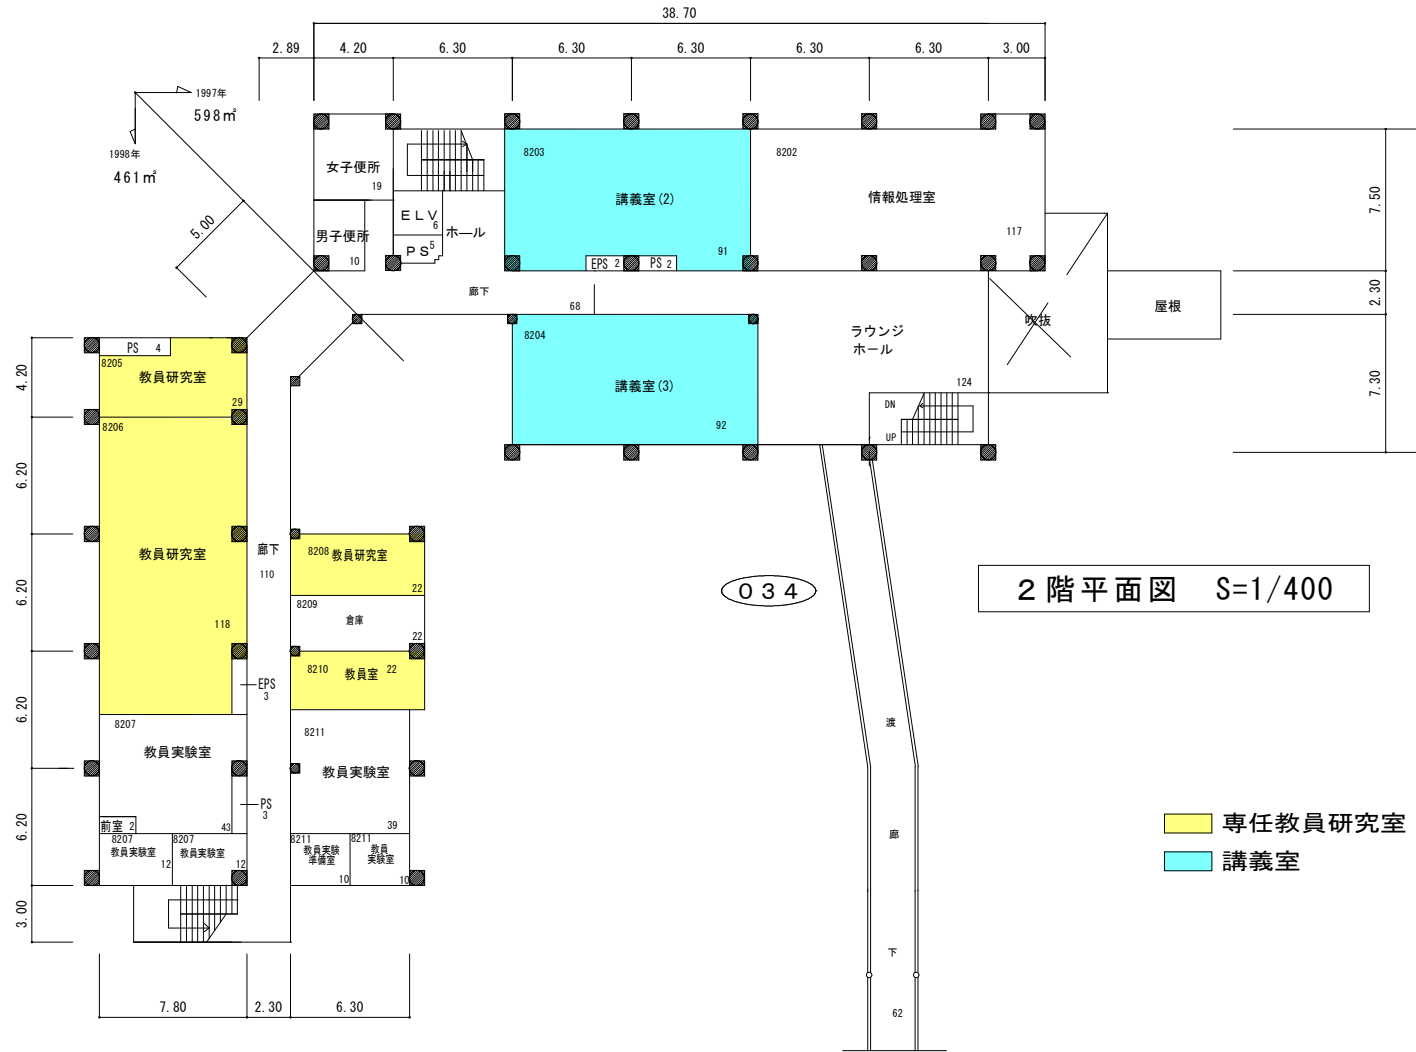 38.70
2.89 4.20 6.30 6.30 6.30 6.30 6.30 3.00
1997年
598㎡
1998年
461㎡
5.00
女子便所
19
男子便所
10
ELV
6
PS 5
ホール
8203
講義室(2)
91
EPS 2
PS 2
8202
情報処理室
117
7.50
2.30
7.30
廊下
68
8204
講義室(3)
92
ラウンジ
ホール
124
吹抜
屋根
DN
UP
4.20
6.20
6.20
6.20
6.20
3.00
PS 4
8205
教員研究室
29
8206
教員研究室
118
廊下
110
8208 教員研究室
22
8209
倉庫
22
8210 教員室 22
EPS
3
8207
教員実験室
43
PS
3
前室 2
8207
教員実験室
12
8207
教員実験室
12
8211
教員実験室
39
8211
教員実験
準備室
10
8211
教員
実験室
10
7.80 2.30 6.30
034
2階平面図 S=1/400
渡
廊
下
62
専任教員研究室
講義室